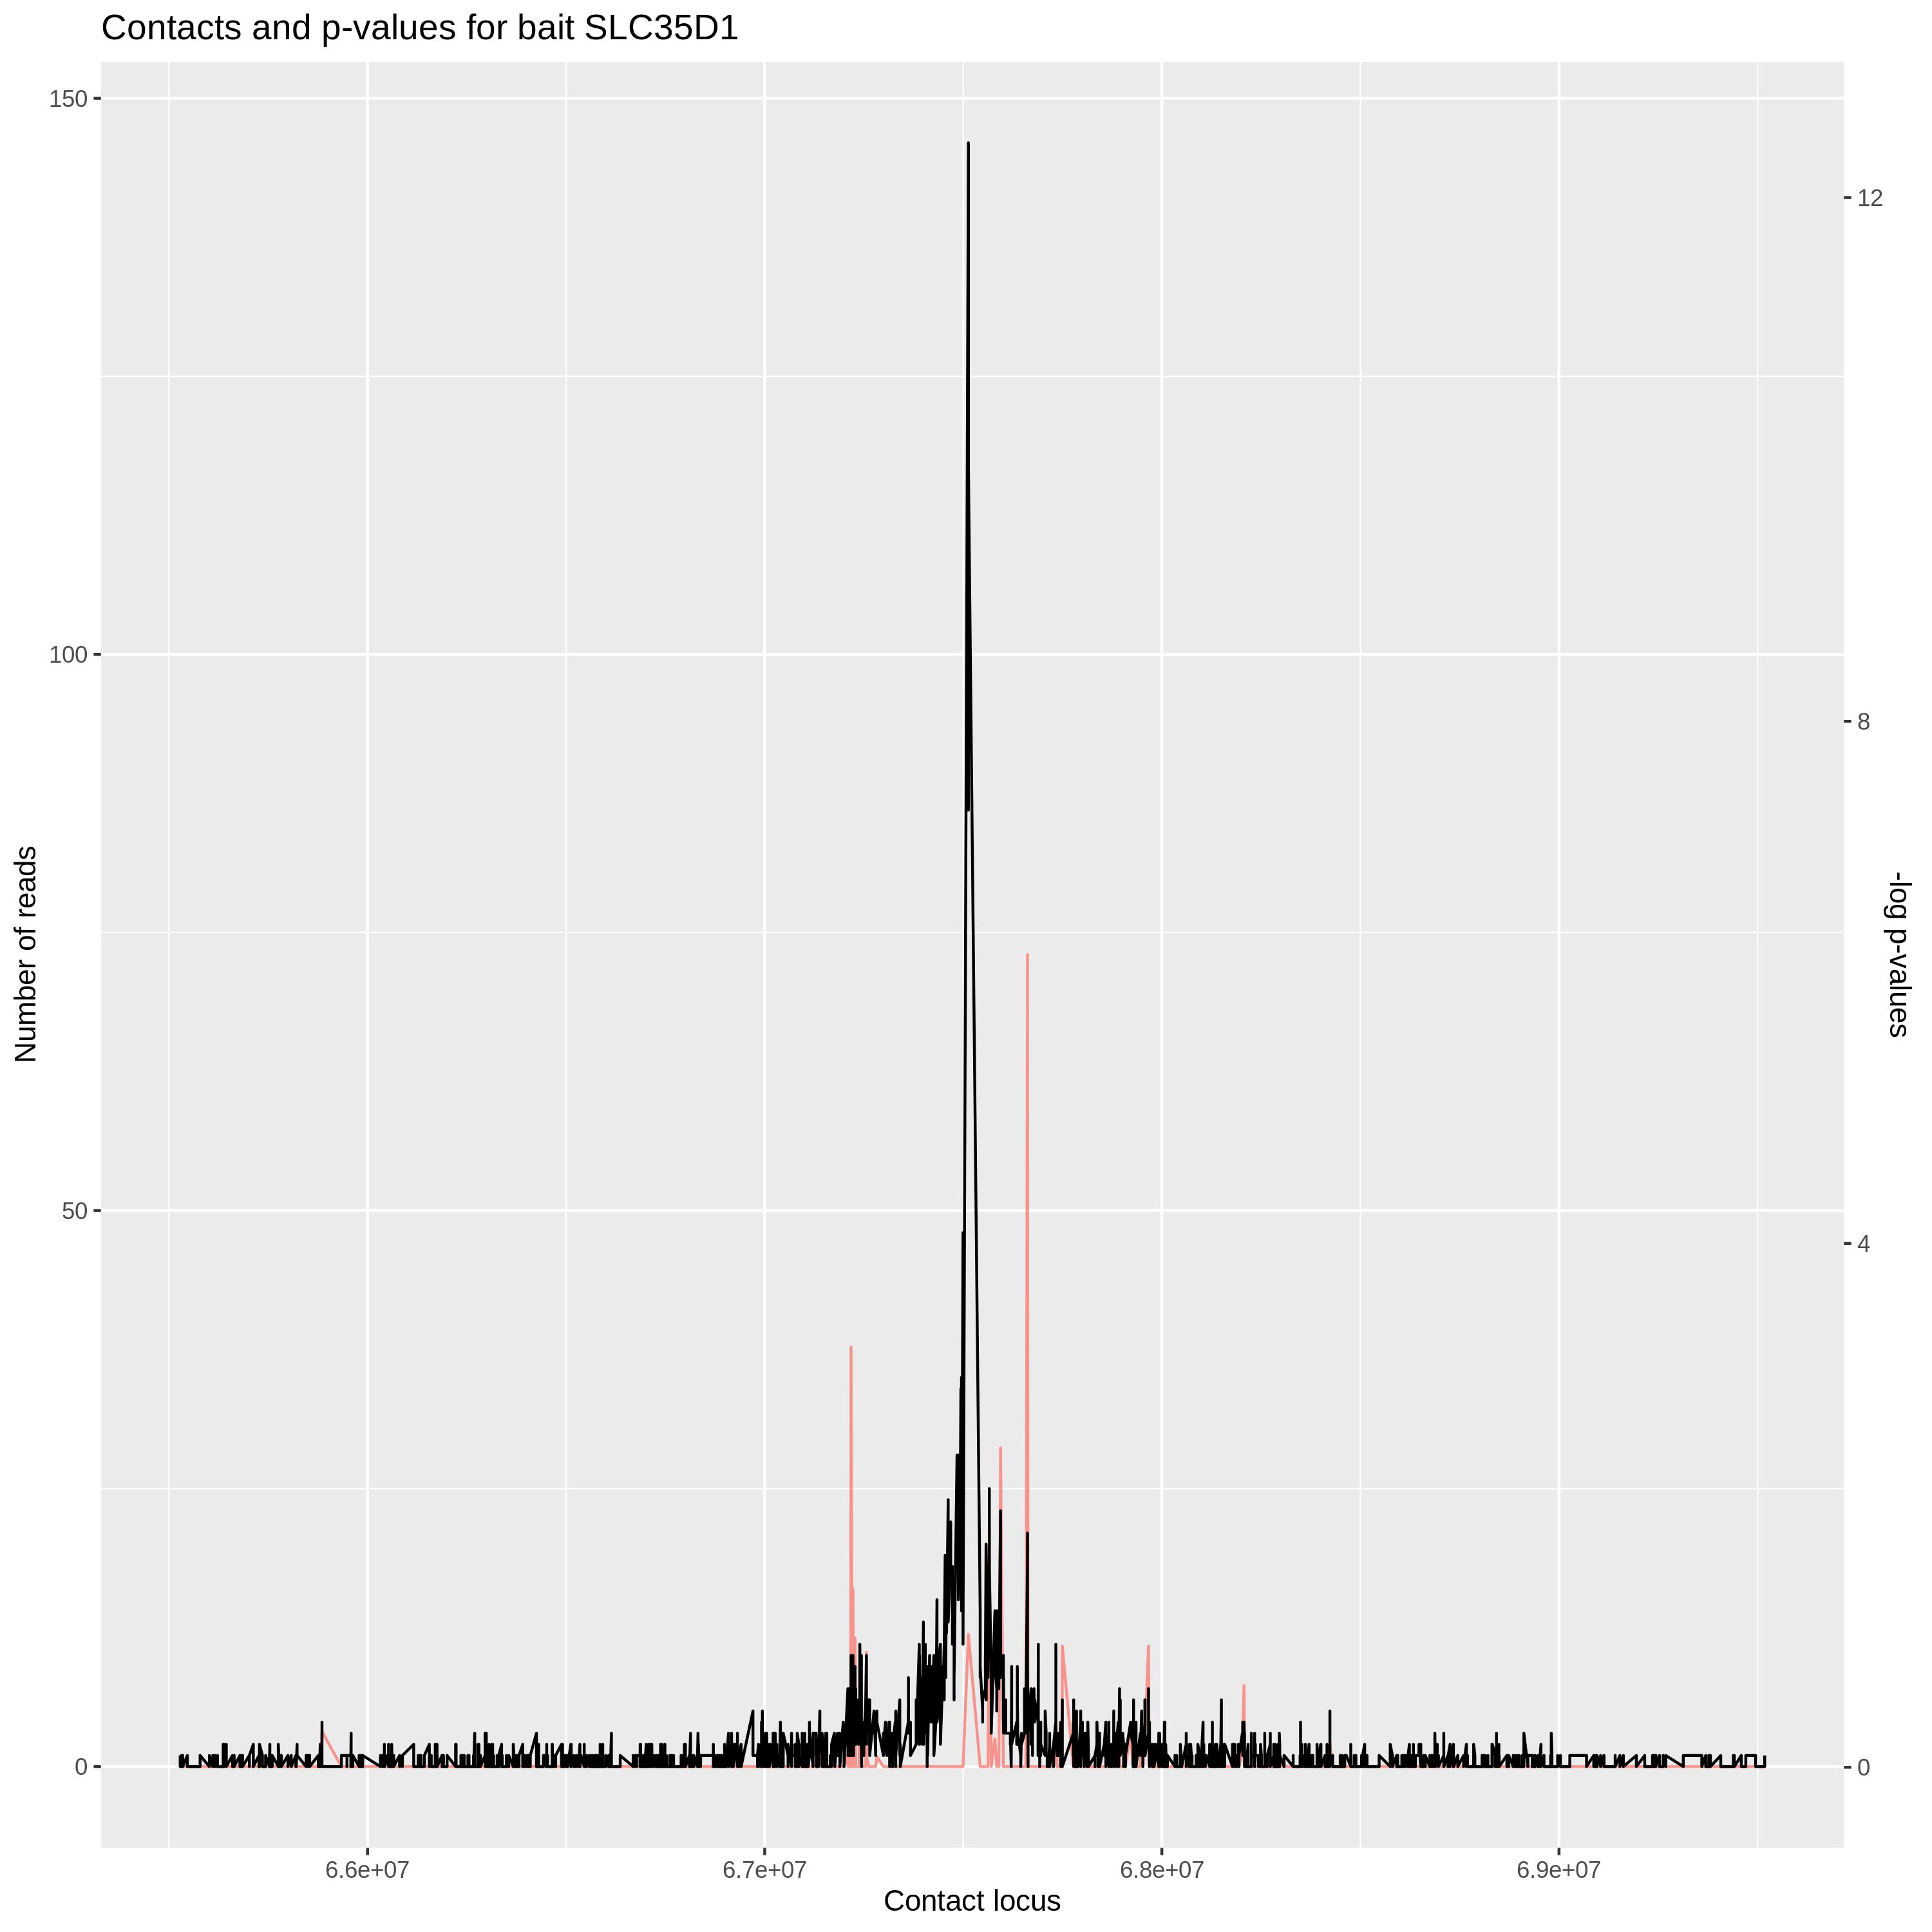 Contacts and p-values for bait SLC35D1
150
100
50
0
Number of reads
12
8
4
0
-log p-values
6.6e+07
6.7e+07
6.8e+07
6.9e+07
Contact locus